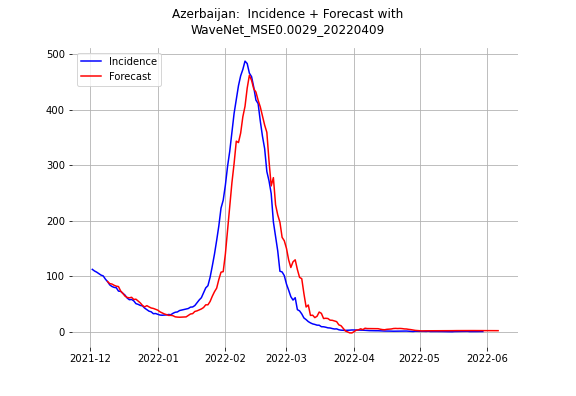 Azerbaijan:  Incidence + Forecast with
WaveNet_MSE0.0029_20220409
Incidence
Forecast
500
400
300
200
100
0
2021-12 2022-01 2022-02 2022-03 2022-04 2022-05 2022-06